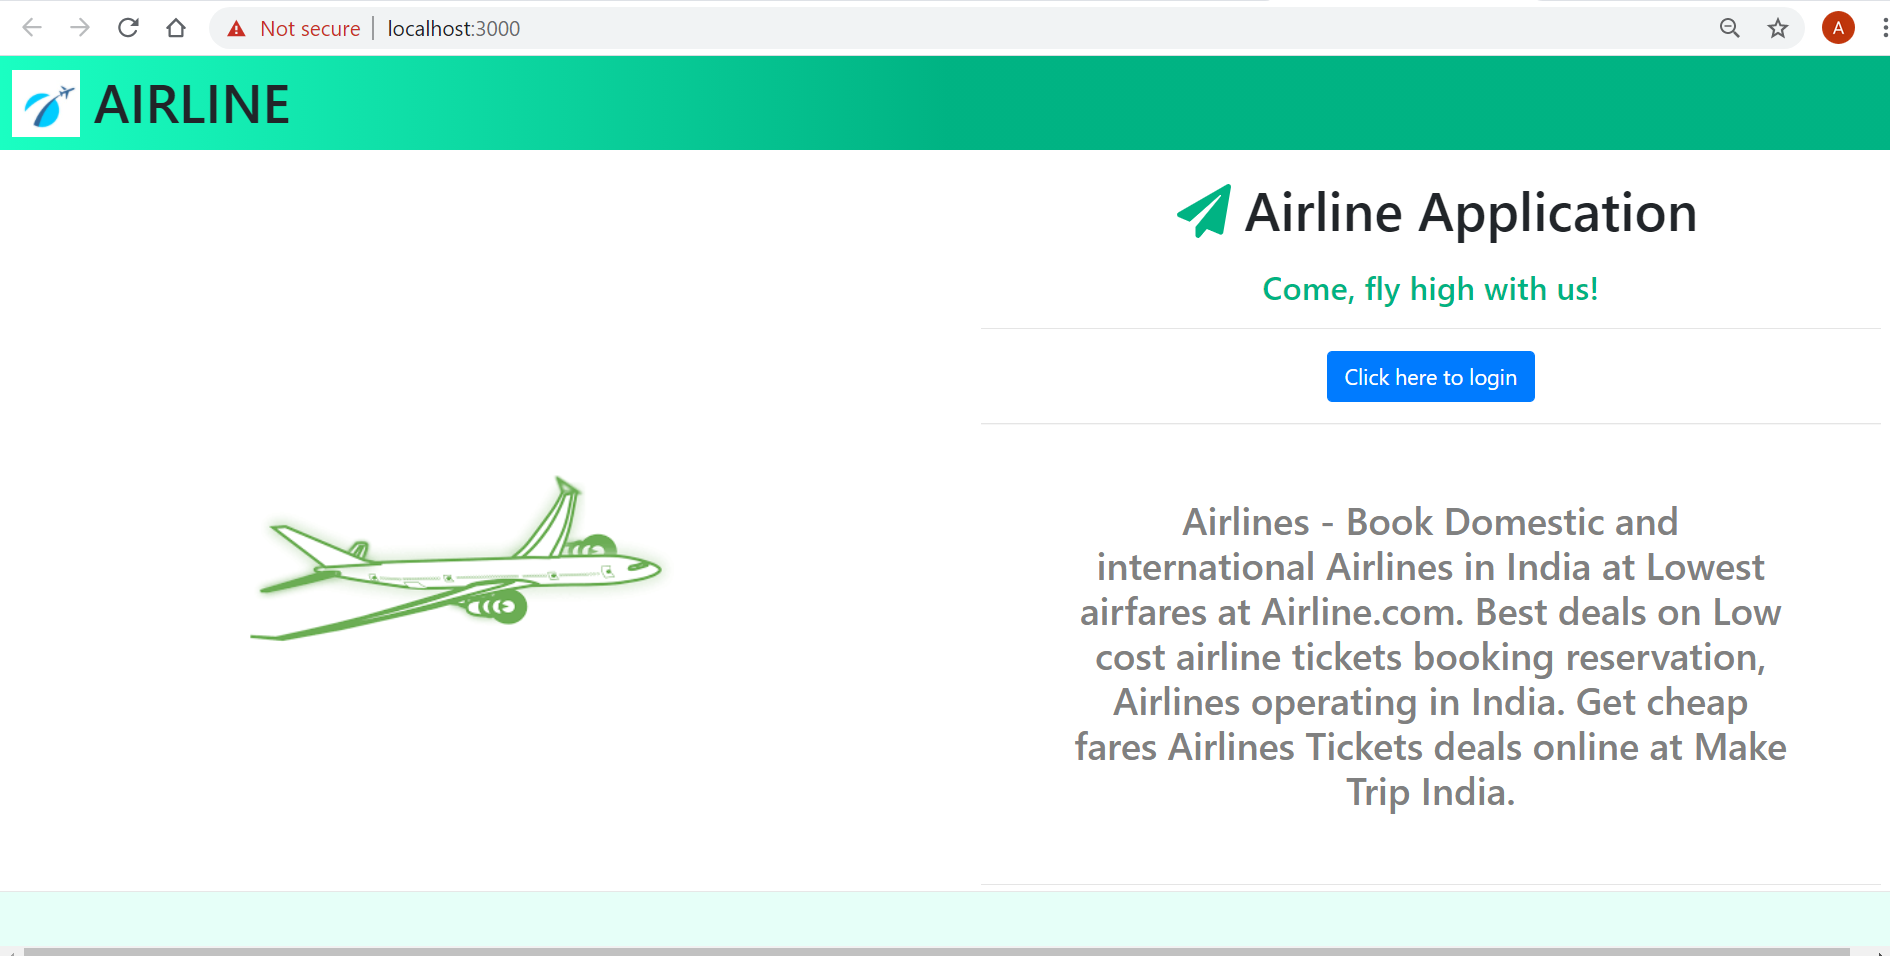 Not secure
localhost:3000
A
AIRLINE
Airline Application
Come, fly high with us!
Click here to login
Airlines - Book Domestic and
international Airlines in India at Lowest
airfares at Airline.com. Best deals on Low
cost airline tickets booking reservation,
Airlines operating in India. Get cheap
fares Airlines Tickets deals online at Make
Trip India.